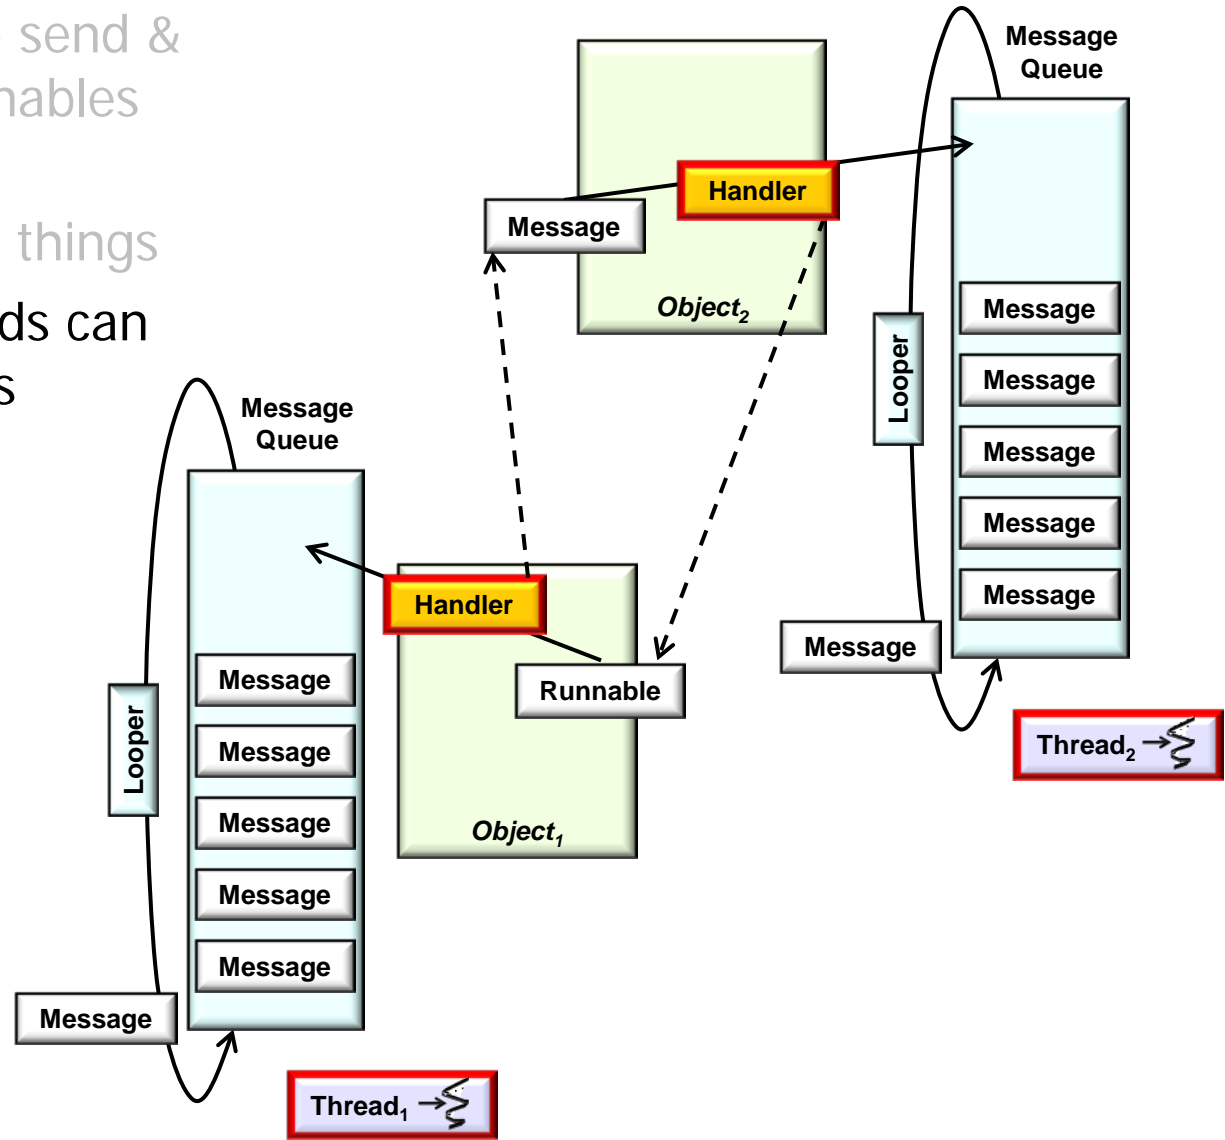 send &
nables
things
ds can
s
Message
Queue
Handler
Message
Object2
Looper
Message
Message
Message
Message
Message
Message
Thread2
Message
Queue
Handler
Runnable
Object1
Looper
Message
Message
Message
Message
Message
Message
Thread1